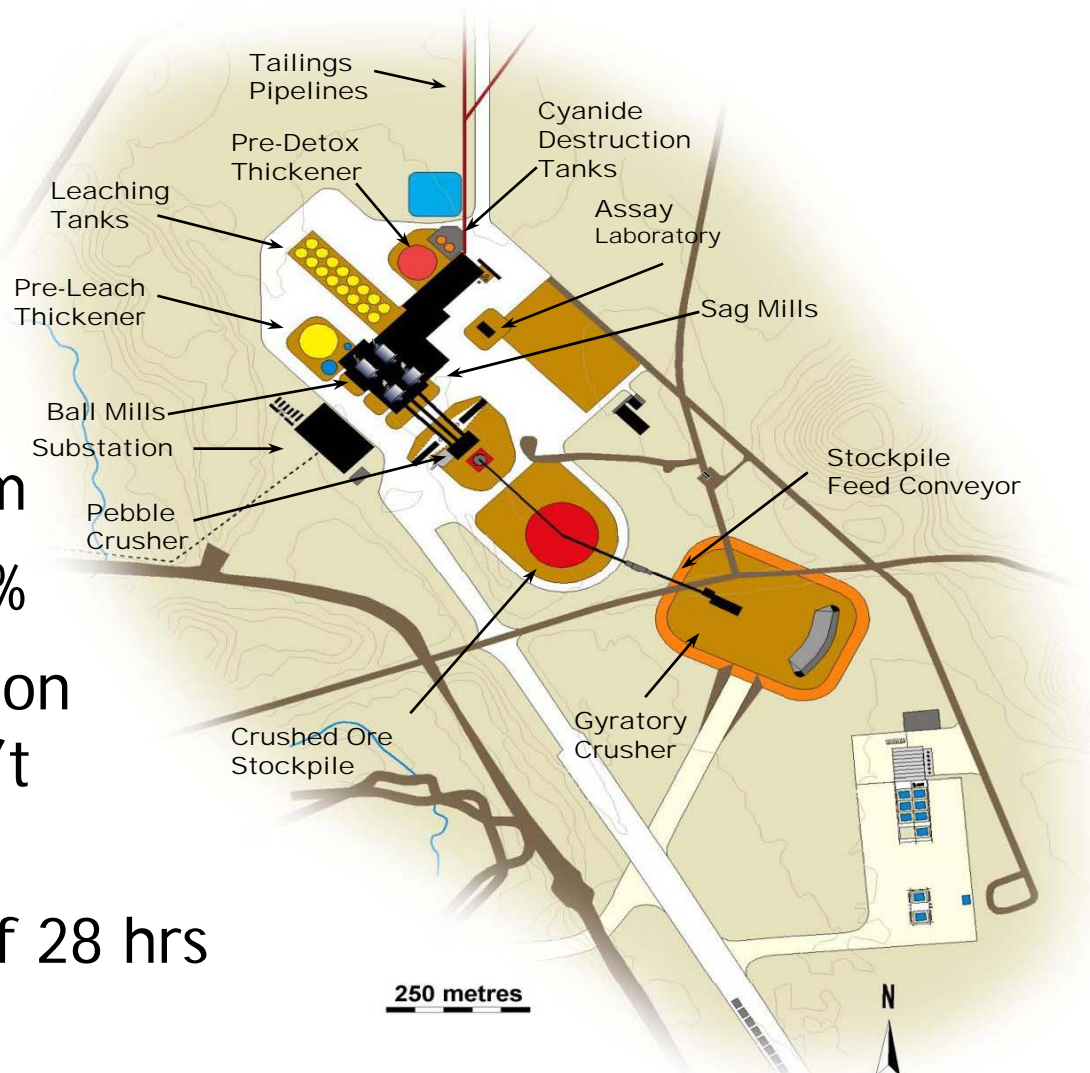 Tailings
Pipelines
Cyanide
Destruction
Tanks
Pre-Detox
Thickener
Leaching
Tanks
Assay
Laboratory
Pre-Leach
Thickener
Sag Mills
Ball Mills
Substation
Stockpile
Feed Conveyor
m
Pebble
Crusher
%
on
Gyratory
Crusher
Crushed Ore
Stockpile
/t
f 28 hrs
250 metres
N